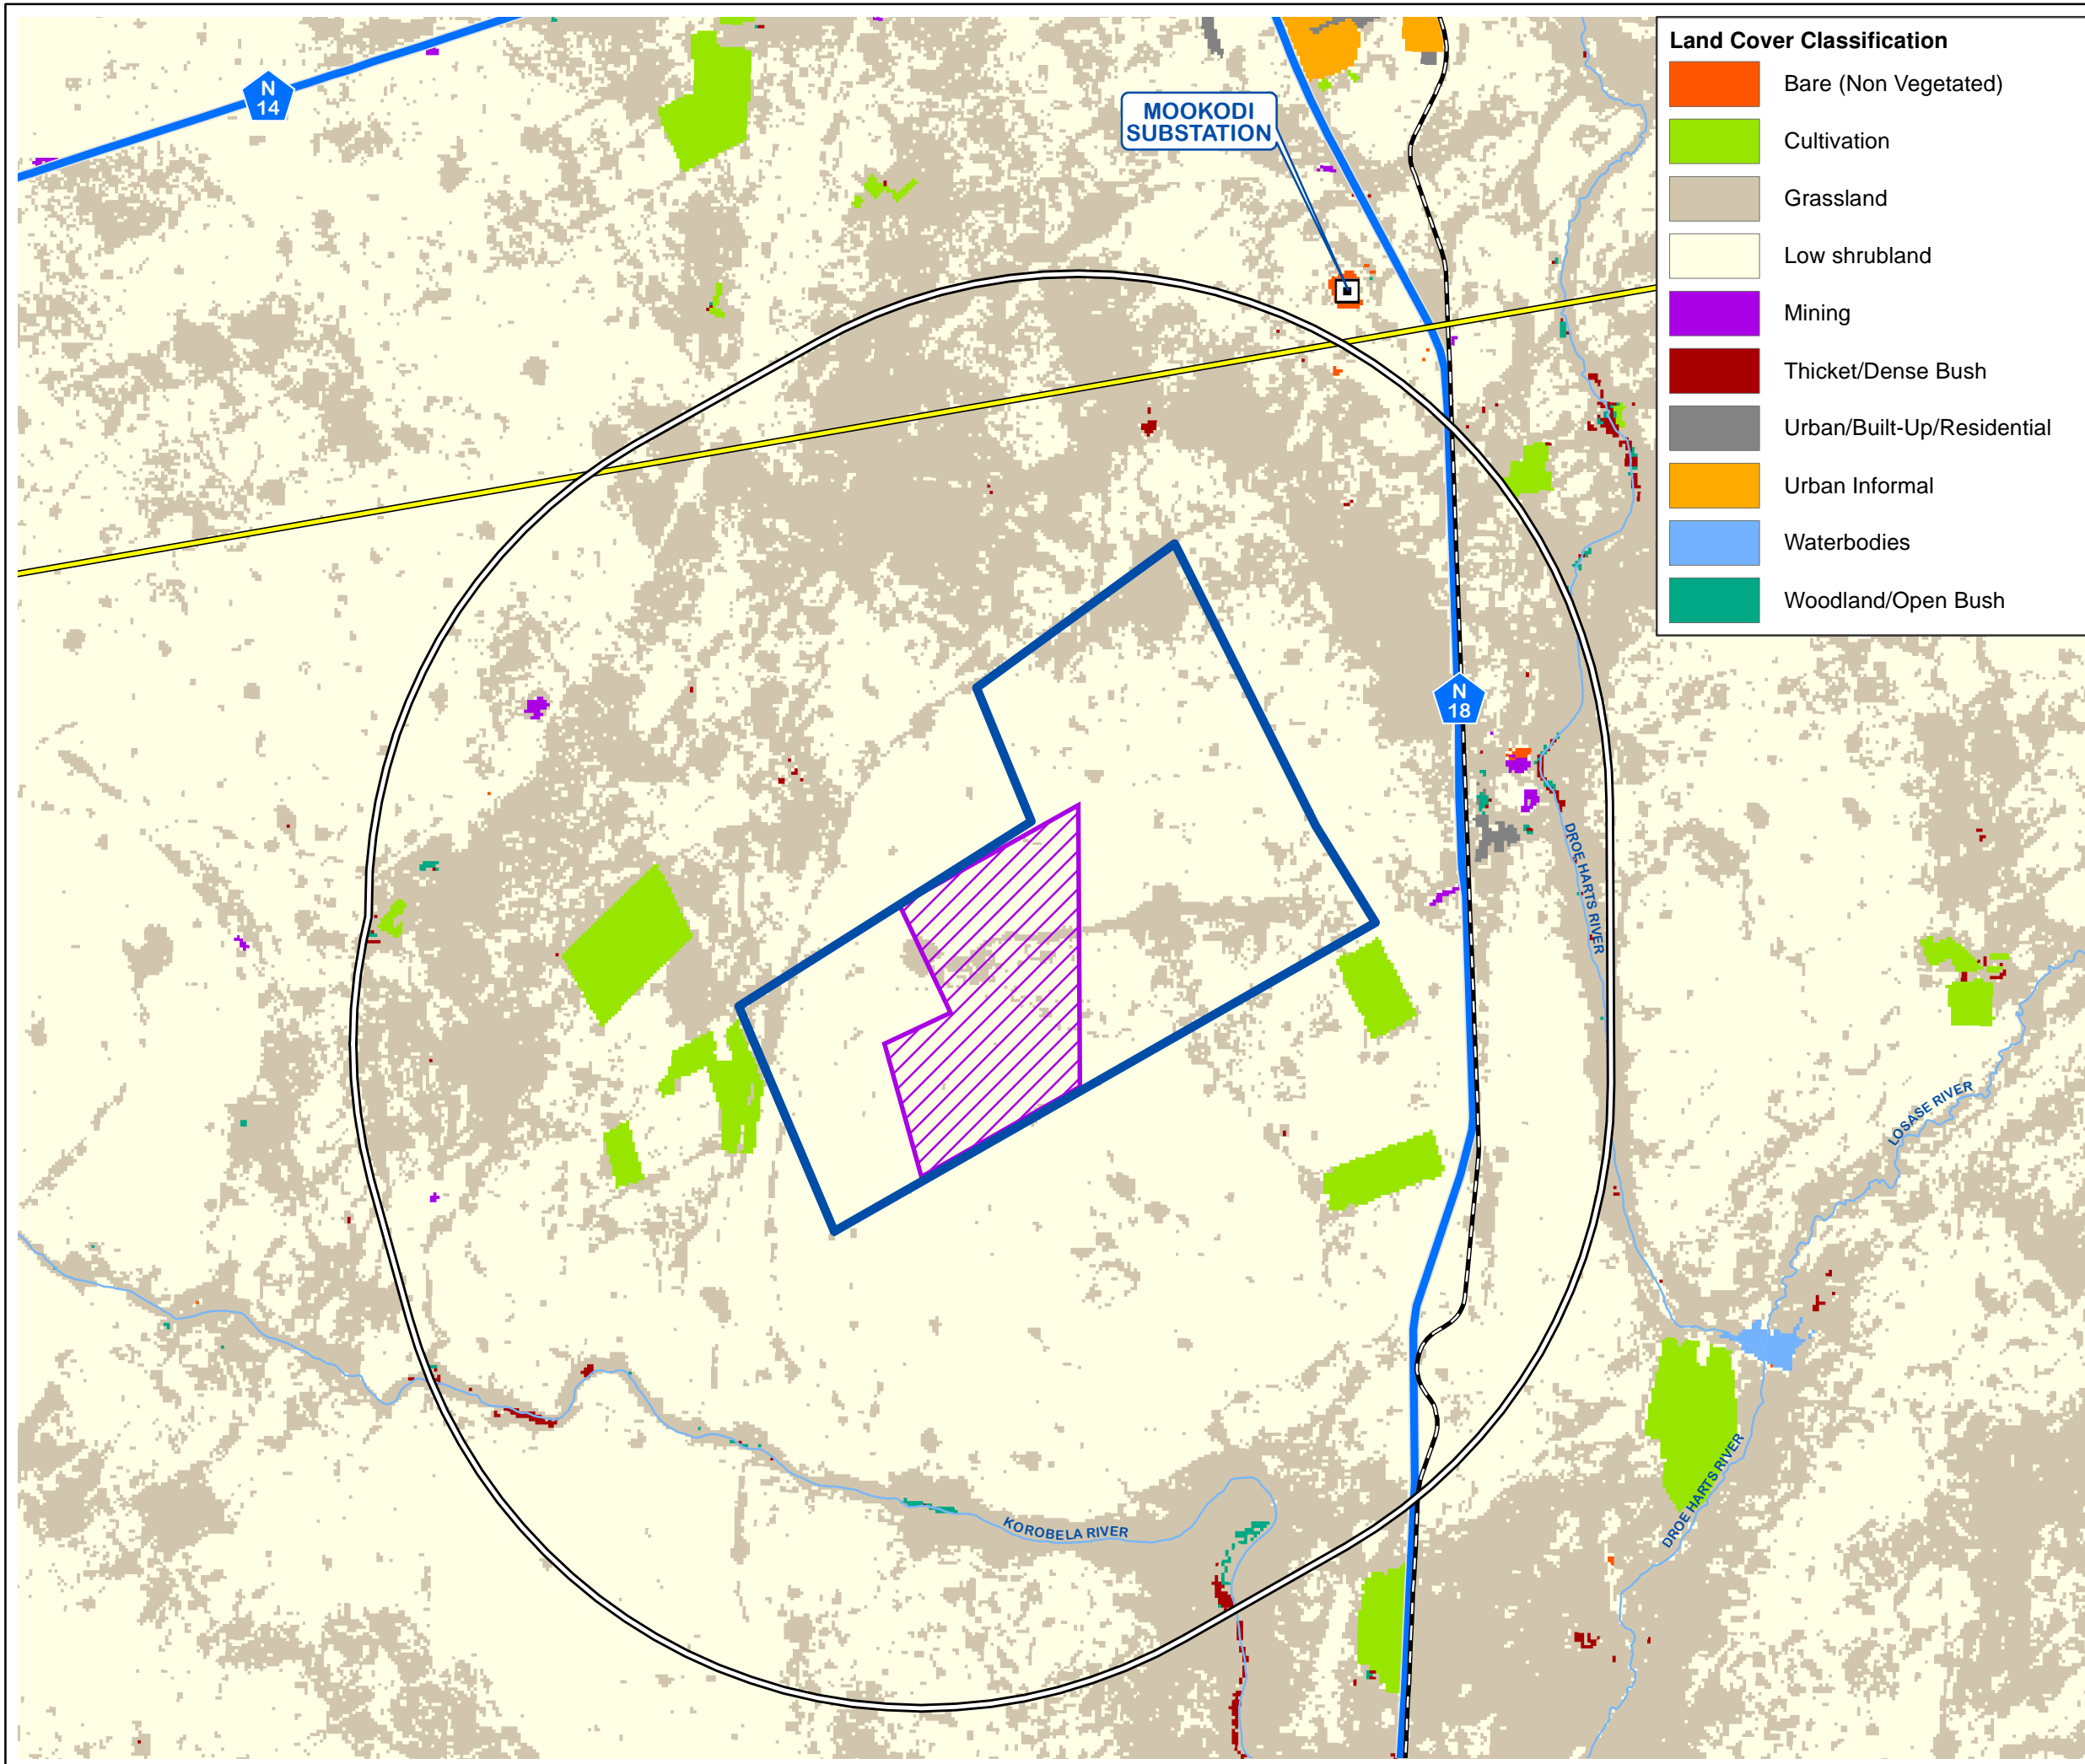 Land Cover Classification
Bare (Non Vegetated)
Cultivation
Grassland
Low shrubland
Mining
Thicket/Dense Bush
Urban/Built-Up/Residential
Urban Informal
Waterbodies
Woodland/Open Bush
N
14
MOOKODI
SUBSTATION
N
18
DROE HARTS RIVER
LOSASE RIVER
DROE HARTS RIVER
KOROBELA RIVER